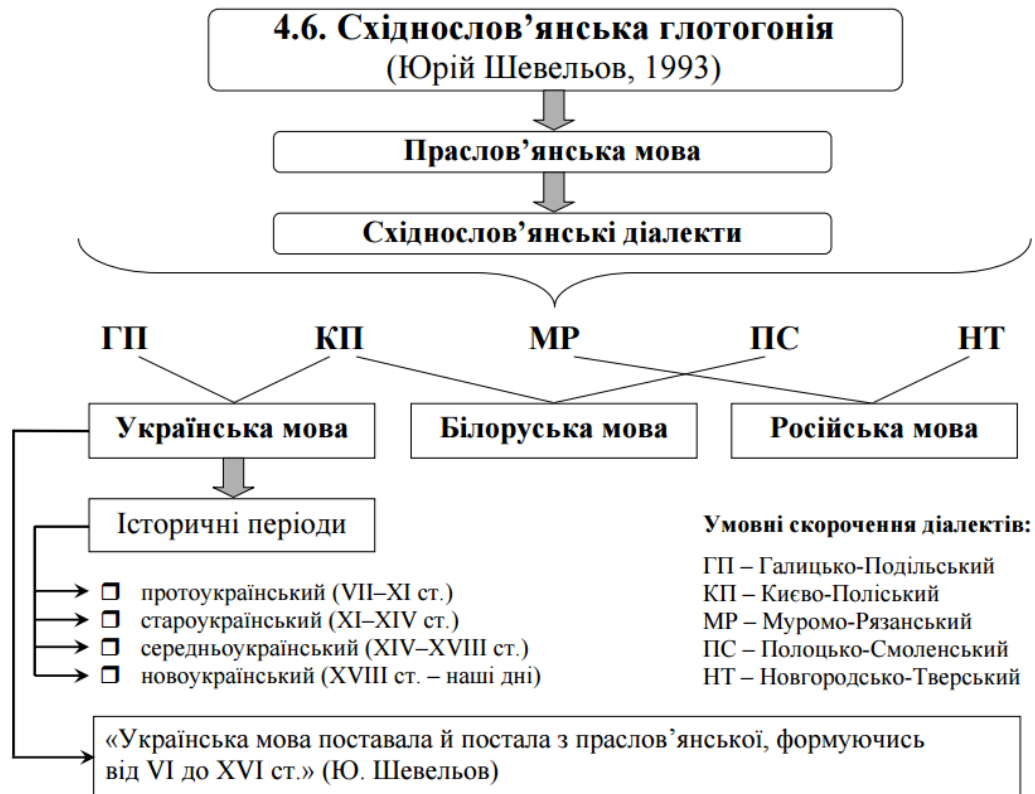 4.6. Східнослов’янська глотогонія
(Юрій Шевельов, 1993)
Праслов’янська мова
Східнослов’янські діалекти
ГП КП МР ПС НТ
Українська мова Білоруська мова Російська мова
Історичні періоди
❒ протоукраїнський (VII–XI ст.)
❒ староукраїнський (XI–XIV ст.)
❒ середньоукраїнський (XIV–XVIII ст.)
❒ новоукраїнський (XVIII ст. – наші дні)
Умовні скорочення діалектів:
ГП – Галицько-Подільський
КП – Києво-Поліський
МР – Муромо-Рязанський
ПС – Полоцько-Смоленський
НТ – Новгородсько-Тверський
«Українська мова поставала й постала з праслов’янської, формуючись
від VI до XVI ст.» (Ю. Шевельов)